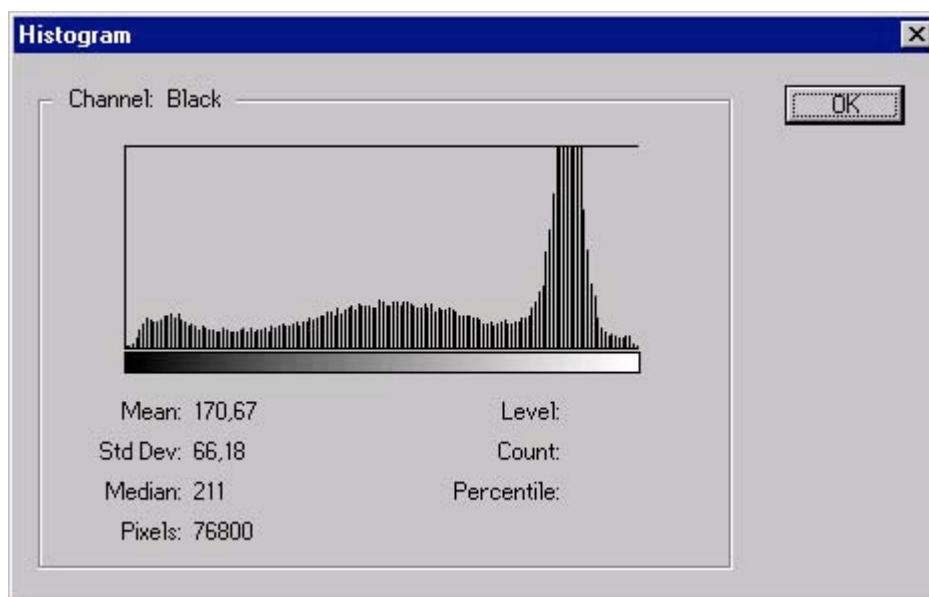 Histogram
Channel: Black
OK
Mean: 170,67
Level:
Std Dev: 66,18
Count:
Median: 211
Percentile:
Pixels: 76800